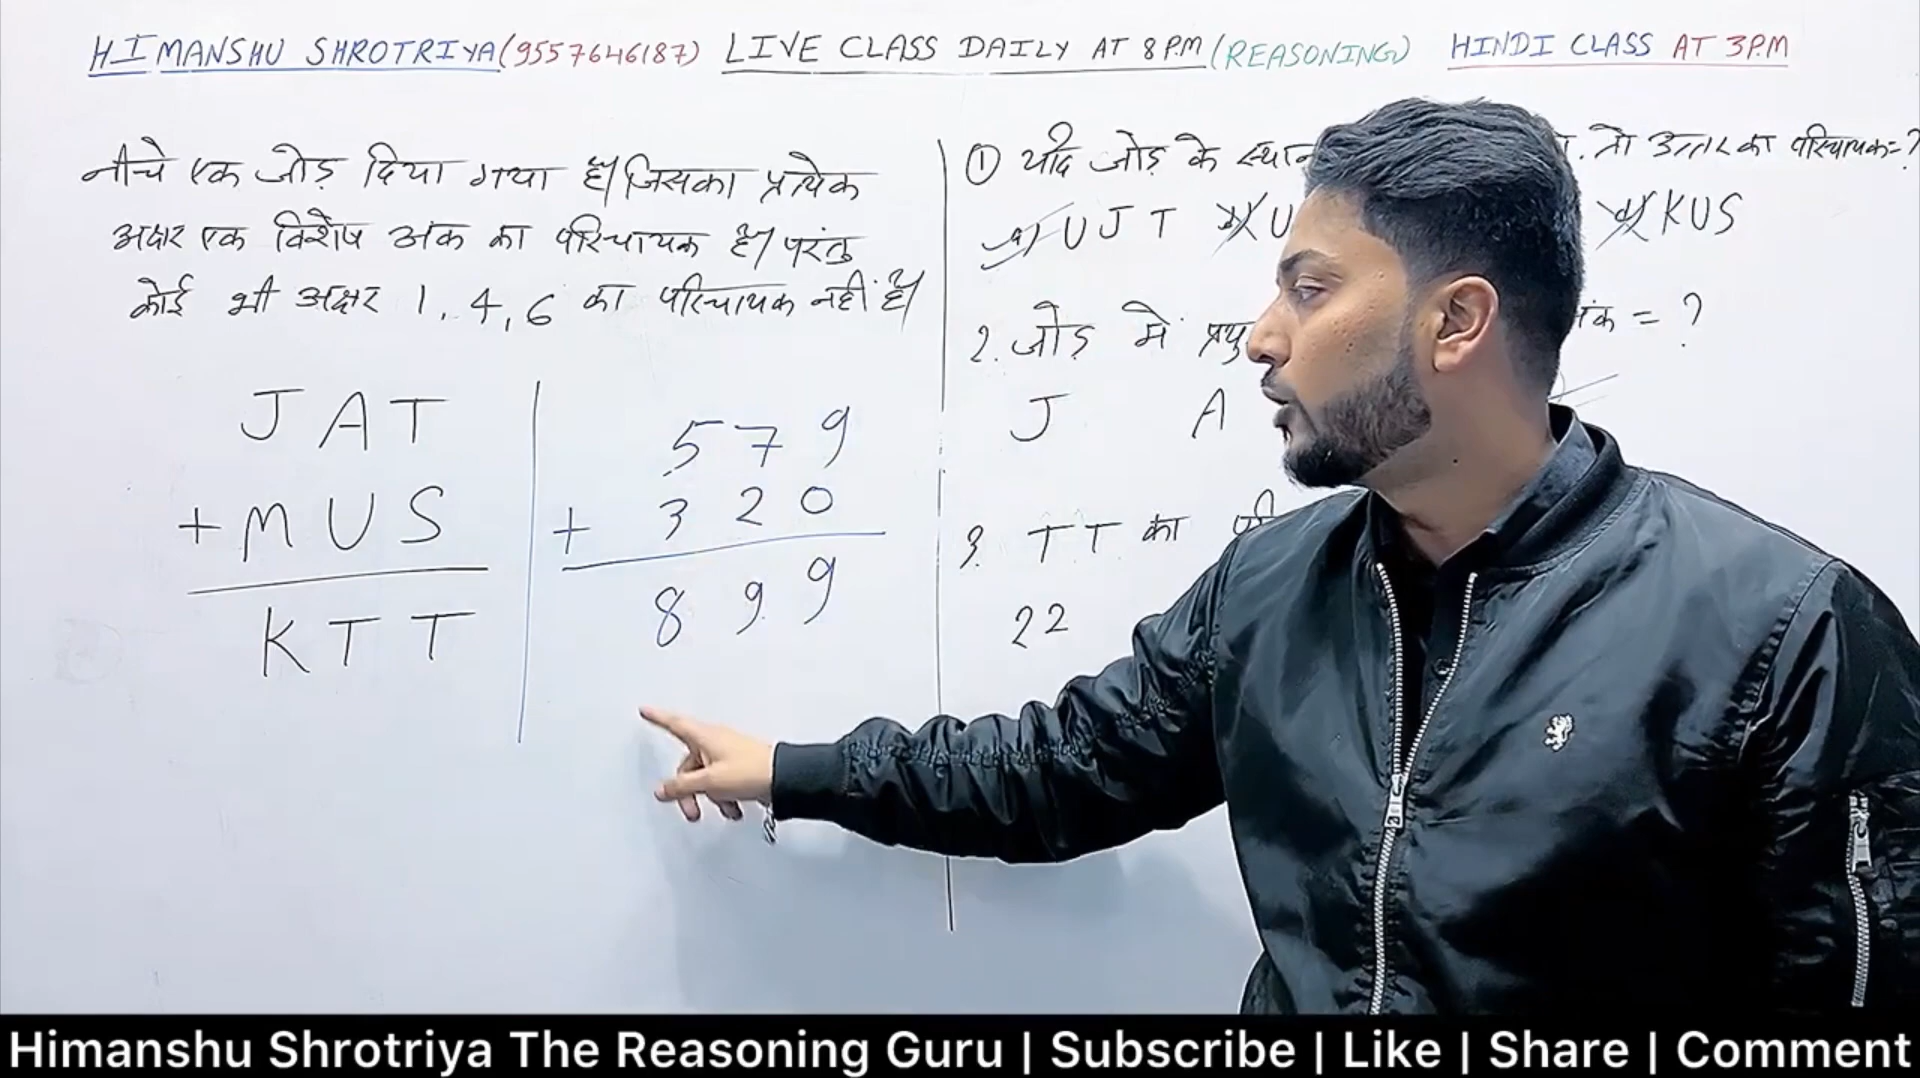 HIMANSHU SHROTRIYA (9557646187) LIVE CLASS DAILY AT 8 P.M (REASONING) HINDI CLASS AT 3P.M
नीचे एक जोड़ दिया गया है। जिसका प्रत्येक
अक्षर एक विशेष अंक का परिचायक है। परंतु
कोई भी अक्षर 1, 4, 6 का परिचायक नहीं है।
JAT
+ MUS
KTT
579
+ 320
899
① यदि जोड़ के तो उत्तर का परिचायक = ?
a) UJT b) U d) KUS
2. जोड़ में = ?
J A
3. TT का
22
Himanshu Shrotriya The Reasoning Guru | Subscribe | Like | Share | Comment